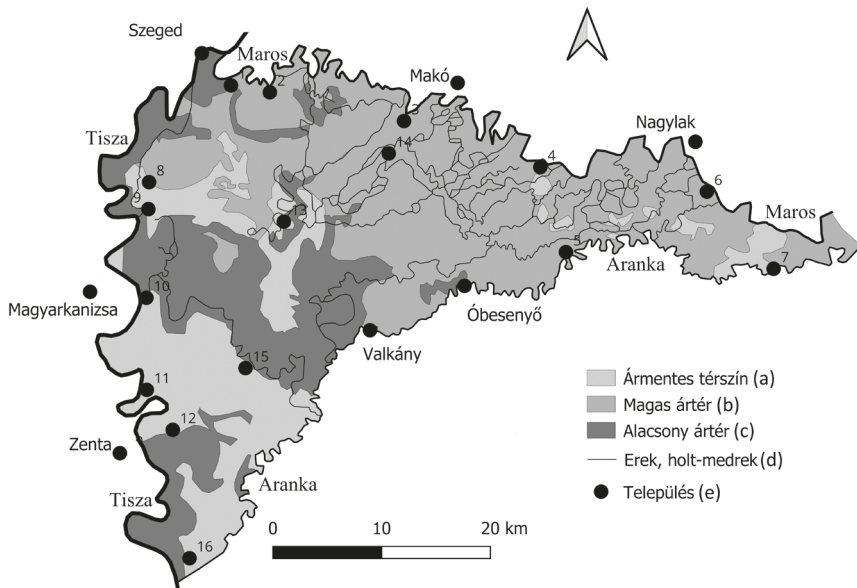 Szeged
Maros
Makó
Nagylak
Tisza
1
2
3
14
4
6
8
9
13
Maros
7
5
Aranka
10
Magyarkanizsa
Óbesenyő
Valkány
15
11
12
Zenta
Tisza
Aranka
16
Ármentes térszín (a)
Magas ártér (b)
Alacsony ártér (c)
Erek, holt-medrek (d)
Település (e)
0 10 20 km